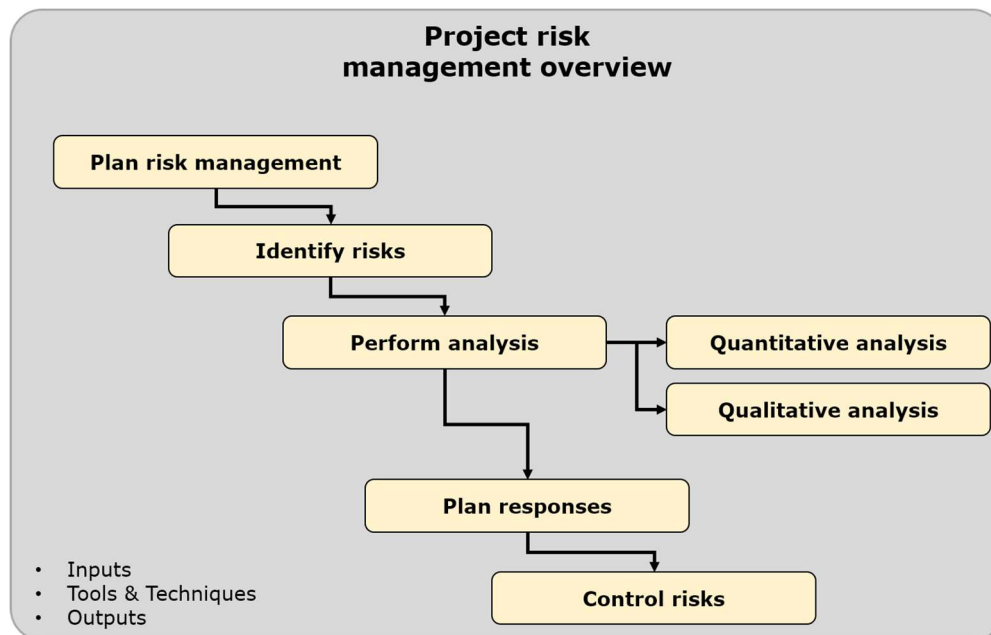 Project risk
management overview
Plan risk management
Identify risks
Perform analysis
Quantitative analysis
Qualitative analysis
Plan responses
Control risks
• Inputs
• Tools & Techniques
• Outputs